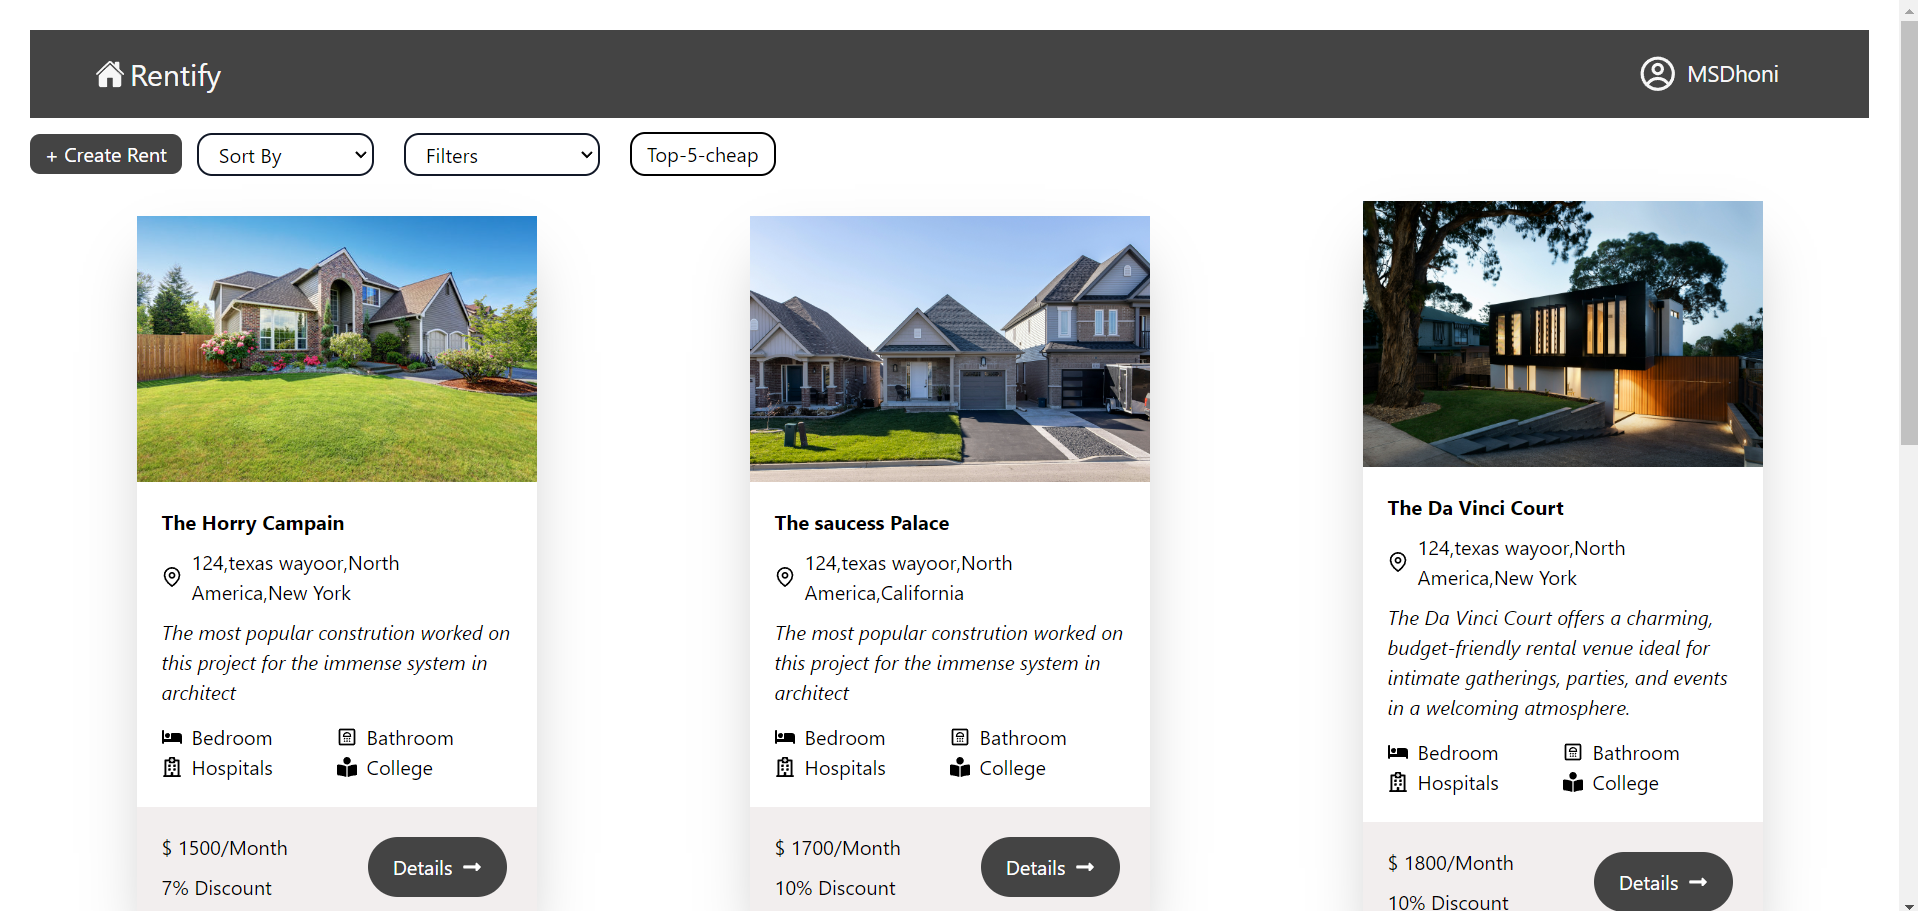 Rentify
MSDhoni
+ Create Rent
Sort By
Filters
Top-5-cheap
The Horry Campain
124,texas wayoor,North
America,New York
The most popular constrution worked on
this project for the immense system in
architect
Bedroom
Bathroom
Hospitals
College
$ 1500/Month
7% Discount
Details
The saucess Palace
124,texas wayoor,North
America,California
The most popular constrution worked on
this project for the immense system in
architect
Bedroom
Bathroom
Hospitals
College
$ 1700/Month
10% Discount
Details
The Da Vinci Court
124,texas wayoor,North
America,New York
The Da Vinci Court offers a charming,
budget-friendly rental venue ideal for
intimate gatherings, parties, and events
in a welcoming atmosphere.
Bedroom
Bathroom
Hospitals
College
$ 1800/Month
10% Discount
Details